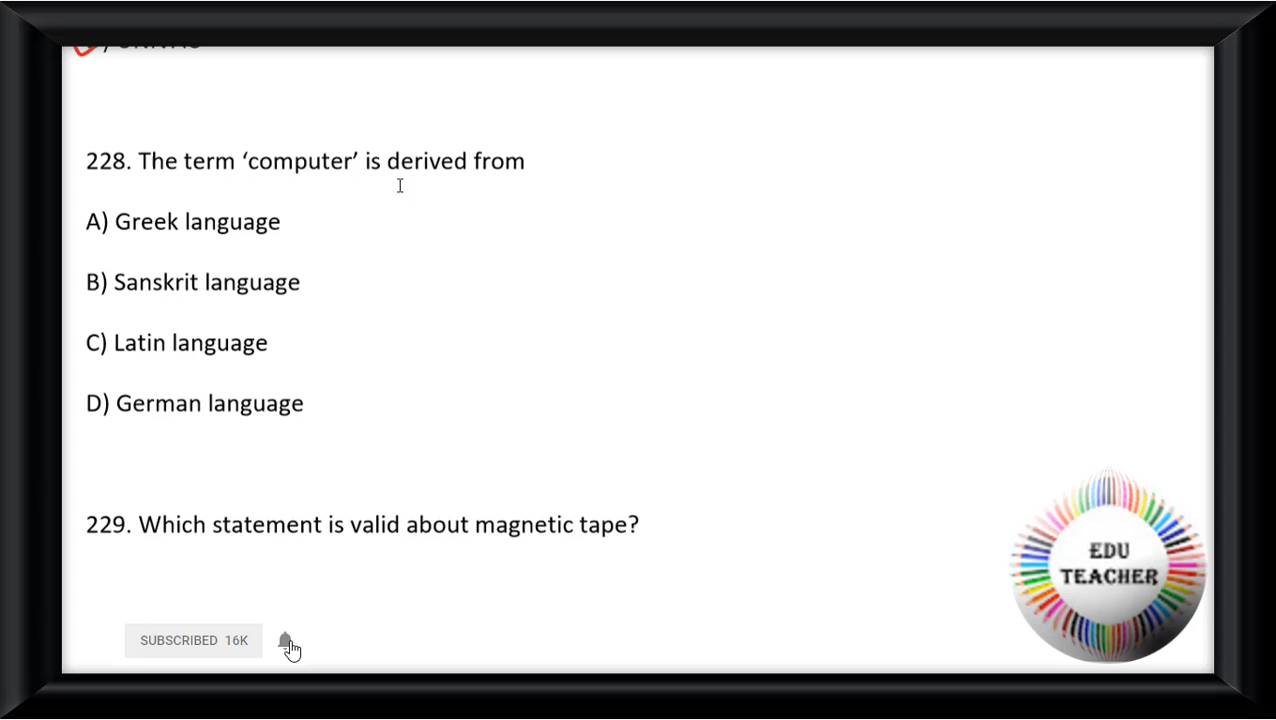 228. The term ‘computer’ is derived from
A) Greek language
B) Sanskrit language
C) Latin language
D) German language
229. Which statement is valid about magnetic tape?
EDU
TEACHER
SUBSCRIBED 16K